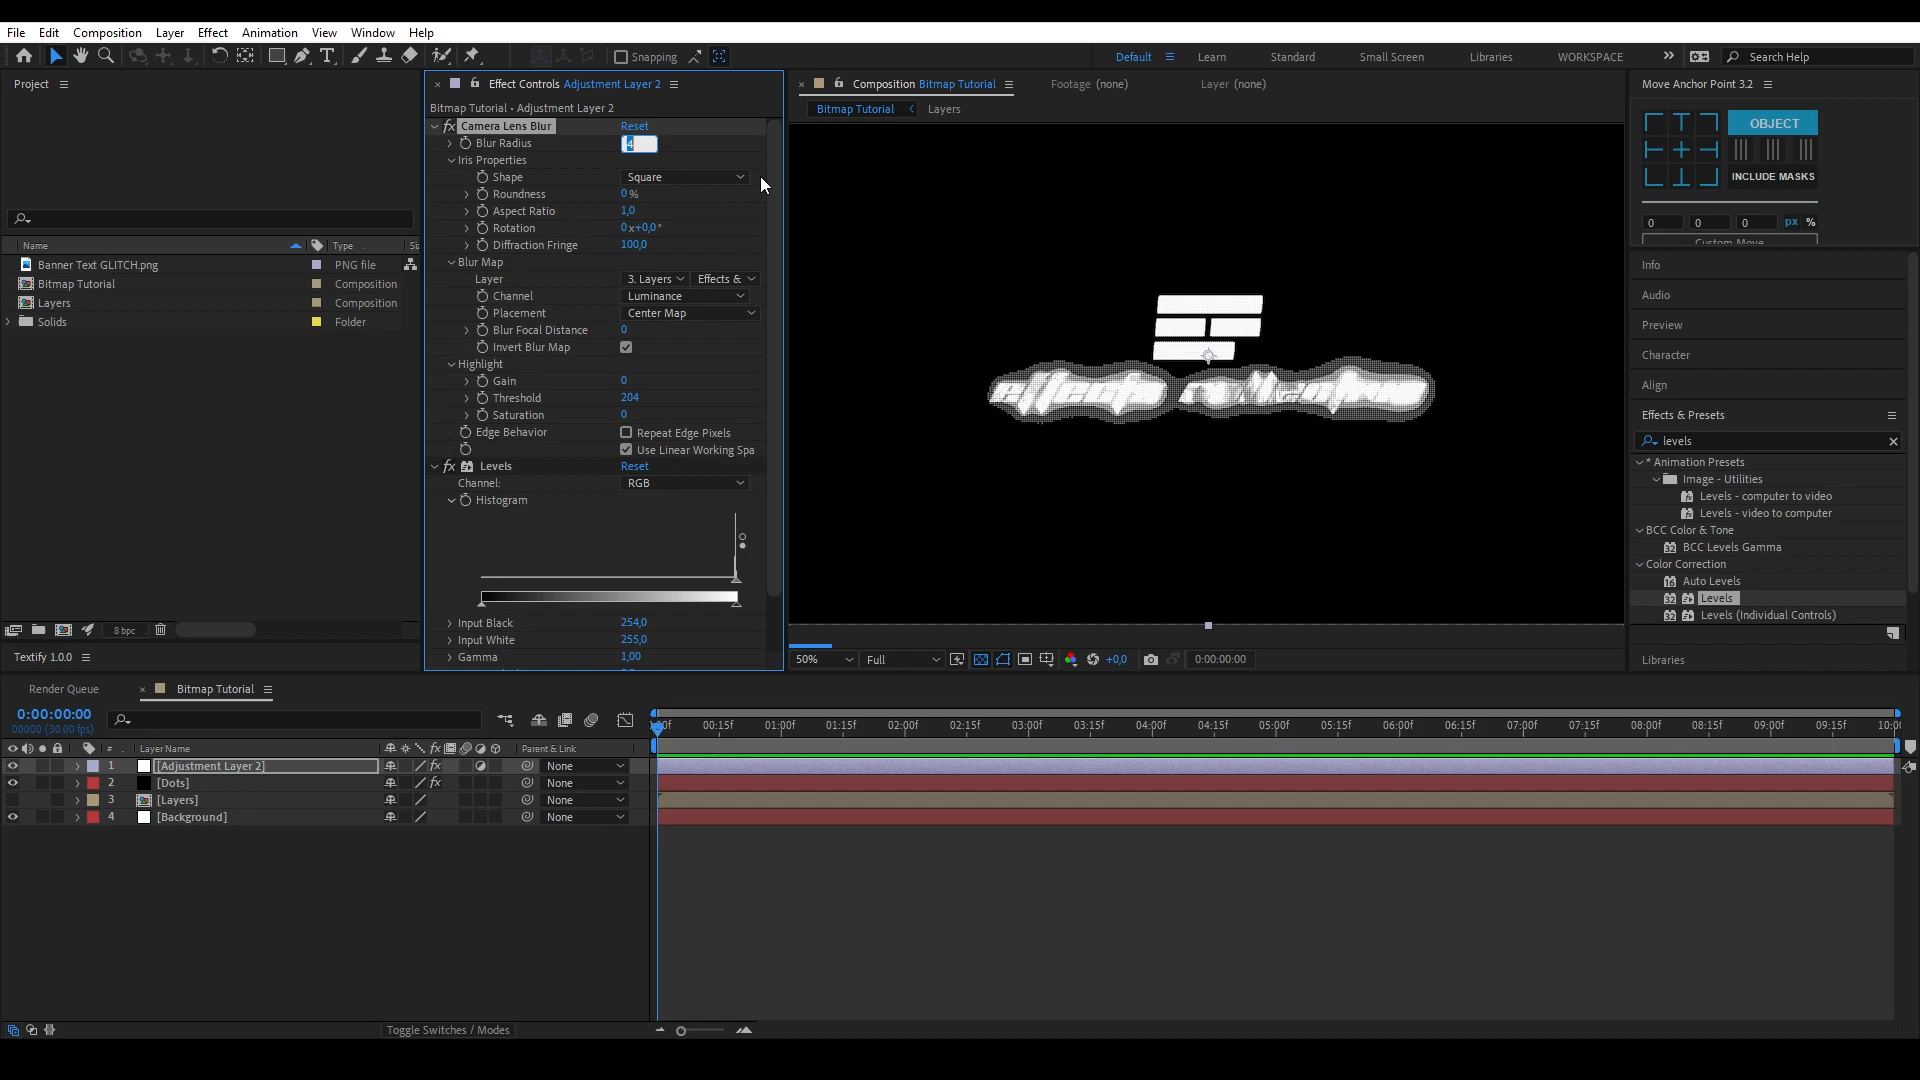 File Edit Composition Layer Effect Animation View Window Help
Snapping
Default Learn Standard Small Screen Libraries WORKSPACE Search Help
Project
Name Type
Banner Text GLITCH.png PNG file
Bitmap Tutorial Composition
Layers Composition
Solids Folder
8 bpc
Textify 1.0.0
Effect Controls Adjustment Layer 2
Bitmap Tutorial • Adjustment Layer 2
fx Camera Lens Blur Reset
Blur Radius 4
Iris Properties
Shape Square
Roundness 0%
Aspect Ratio 1,0
Rotation 0x+0,0°
Diffraction Fringe 100,0
Blur Map
Layer 3. Layers Effects &
Channel Luminance
Placement Center Map
Blur Focal Distance 0
Invert Blur Map
Highlight
Gain 0
Threshold 204
Saturation 0
Edge Behavior Repeat Edge Pixels
Use Linear Working Spa
fx Levels Reset
Channel: RGB
Histogram
Input Black 254,0
Input White 255,0
Gamma 1,00
Composition Bitmap Tutorial Footage (none) Layer (none)
Bitmap Tutorial Layers
50% Full +0,0 0:00:00:00
Move Anchor Point 3.2
OBJECT
INCLUDE MASKS
0 0 0 px %
Custom Move
Info
Audio
Preview
Character
Align
Effects & Presets
levels
* Animation Presets
Image - Utilities
Levels - computer to video
Levels - video to computer
BCC Color & Tone
32 BCC Levels Gamma
Color Correction
16 Auto Levels
32 Levels
32 Levels (Individual Controls)
Libraries
Render Queue Bitmap Tutorial
0:00:00:00
00000 (30.00 fps)
00:15f 01:00f 01:15f 02:00f 02:15f 03:00f 03:15f 04:00f 04:15f 05:00f 05:15f 06:00f 06:15f 07:00f 07:15f 08:00f 08:15f 09:00f 09:15f
# Layer Name fx Parent & Link
1 [Adjustment Layer 2] fx None
2 [Dots] fx None
3 [Layers] None
4 [Background] None
Toggle Switches / Modes